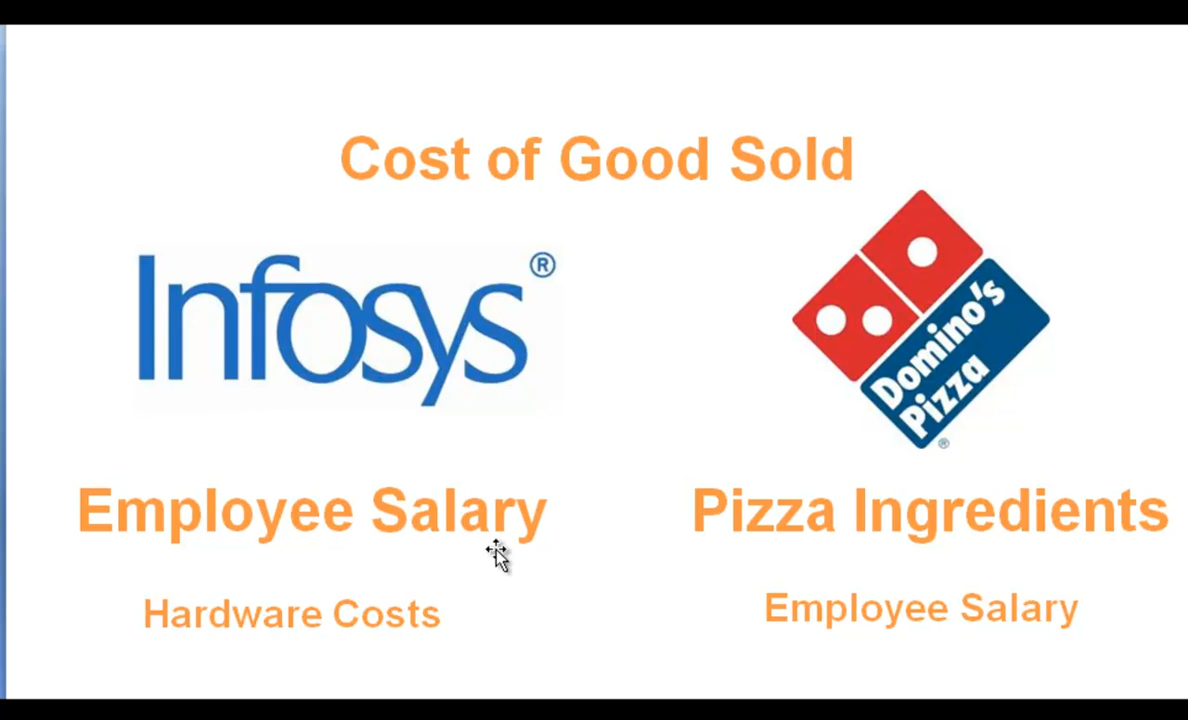 Cost of Good Sold
Infosys®
Domino's
Pizza
®
Employee Salary
Pizza Ingredients
Hardware Costs
Employee Salary